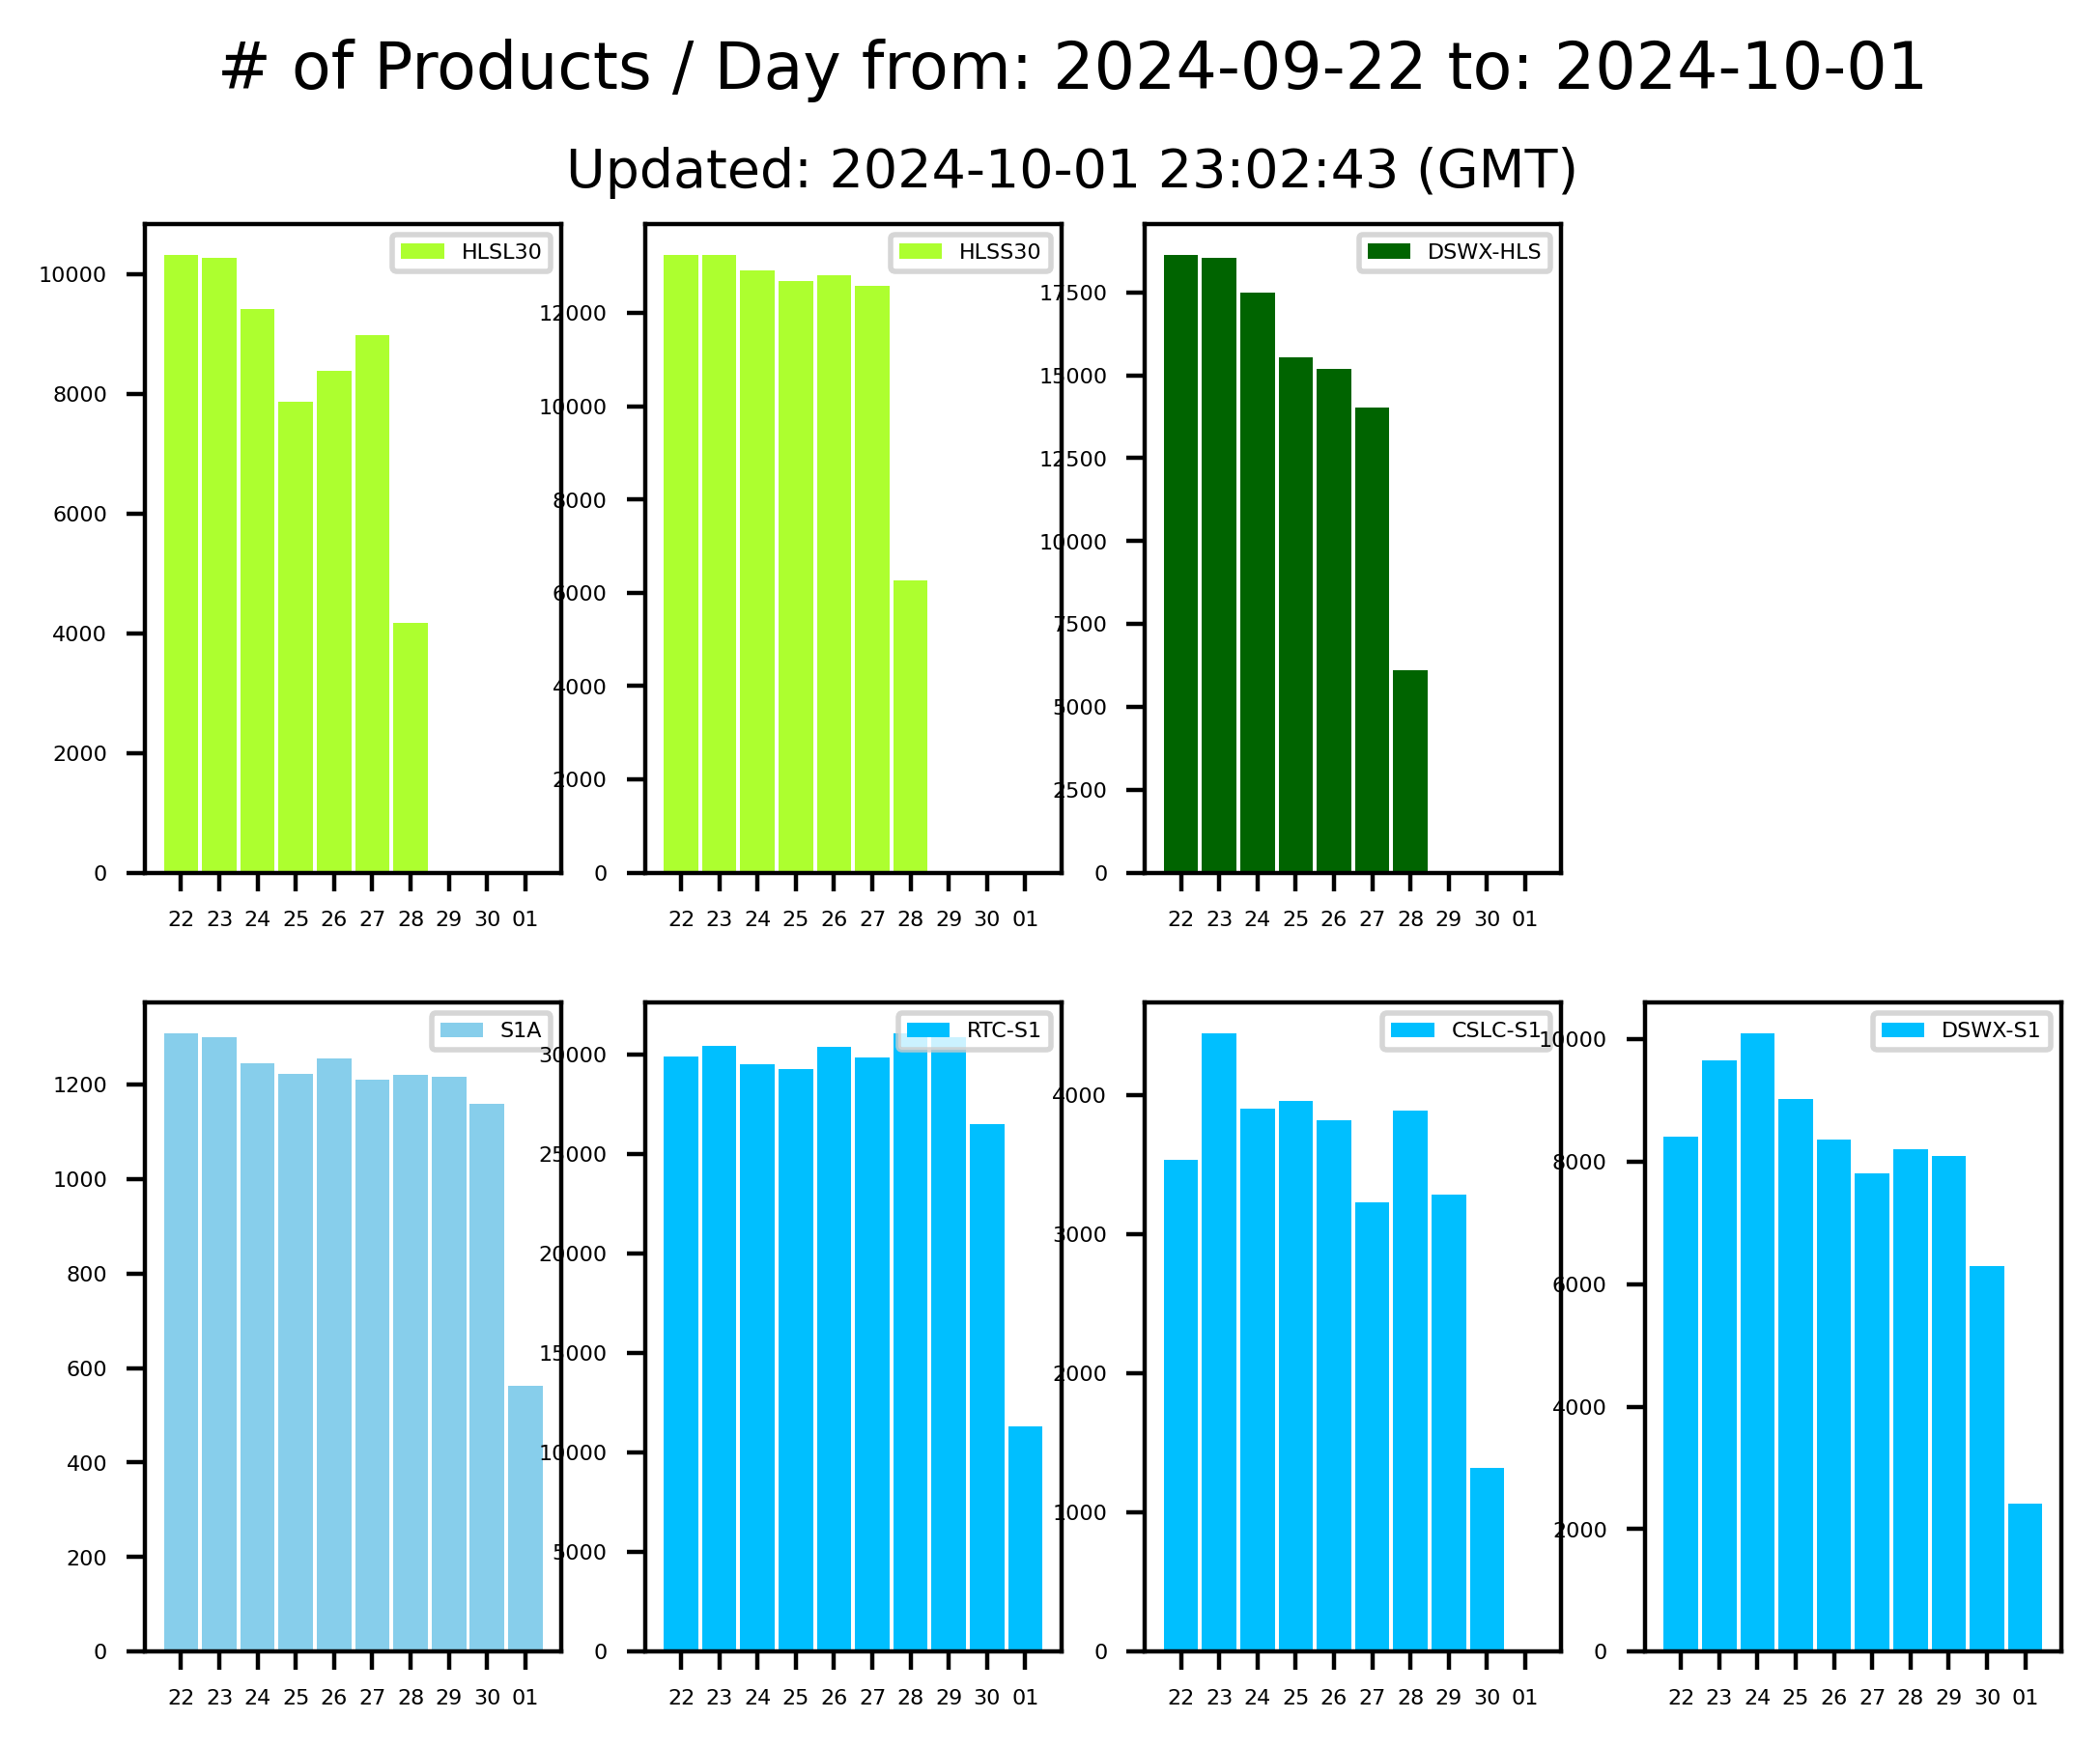 # of Products / Day from: 2024-09-22 to: 2024-10-01
Updated: 2024-10-01 23:02:43 (GMT)
HLSL30
10000
8000
6000
4000
2000
0
22 23 24 25 26 27 28 29 30 01
HLSS30
12000
10000
8000
6000
4000
2000
0
22 23 24 25 26 27 28 29 30 01
DSWX-HLS
17500
15000
12500
10000
7500
5000
2500
0
22 23 24 25 26 27 28 29 30 01
S1A
1200
1000
800
600
400
200
0
22 23 24 25 26 27 28 29 30 01
RTC-S1
30000
25000
20000
15000
10000
5000
0
22 23 24 25 26 27 28 29 30 01
CSLC-S1
4000
3000
2000
1000
0
22 23 24 25 26 27 28 29 30 01
DSWX-S1
10000
8000
6000
4000
2000
0
22 23 24 25 26 27 28 29 30 01